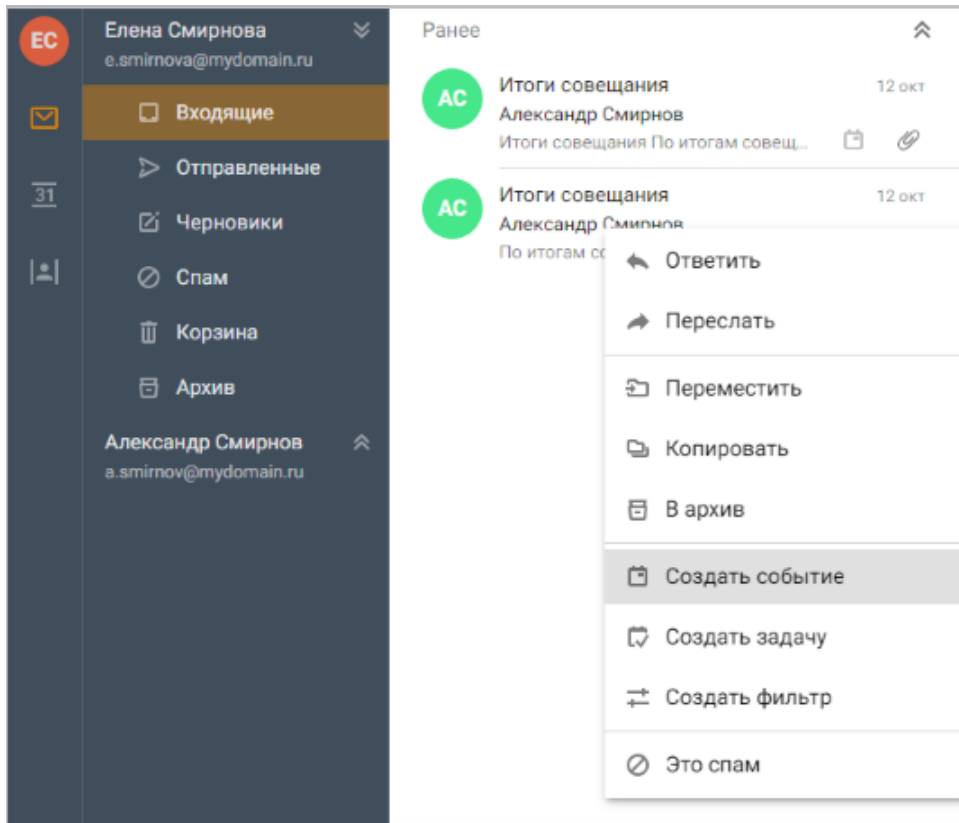 ЕС
Елена Смирнова
e.smirnova@mydomain.ru
Входящие
Отправленные
31
Черновики
Спам
Корзина
Архив
Александр Смирнов
a.smirnov@mydomain.ru
Ранее
АС
Итоги совещания
12 окт
Александр Смирнов
Итоги совещания По итогам совещ...
АС
Итоги совещания
12 окт
Александр Смирнов
По итогам
Ответить
Переслать
Переместить
Копировать
В архив
Создать событие
Создать задачу
Создать фильтр
Это спам